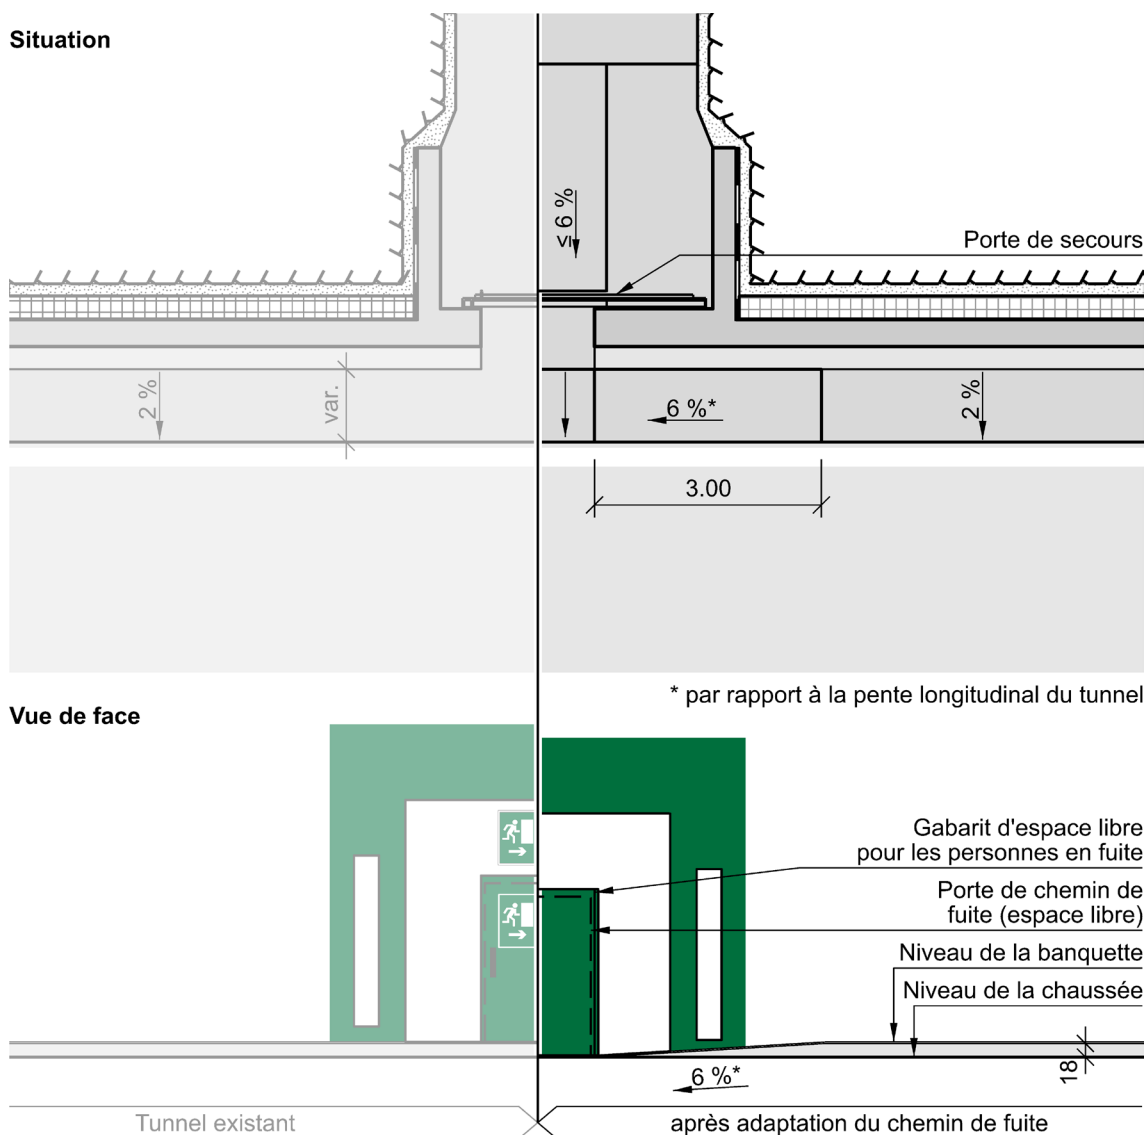 Situation
≤ 6 %
Porte de secours
2 %
var.
6 %*
2 %
3.00
* par rapport à la pente longitudinal du tunnel
Vue de face
Gabarit d'espace libre
pour les personnes en fuite
Porte de chemin de
fuite (espace libre)
Niveau de la banquette
Niveau de la chaussée
18
6 %*
Tunnel existant
après adaptation du chemin de fuite